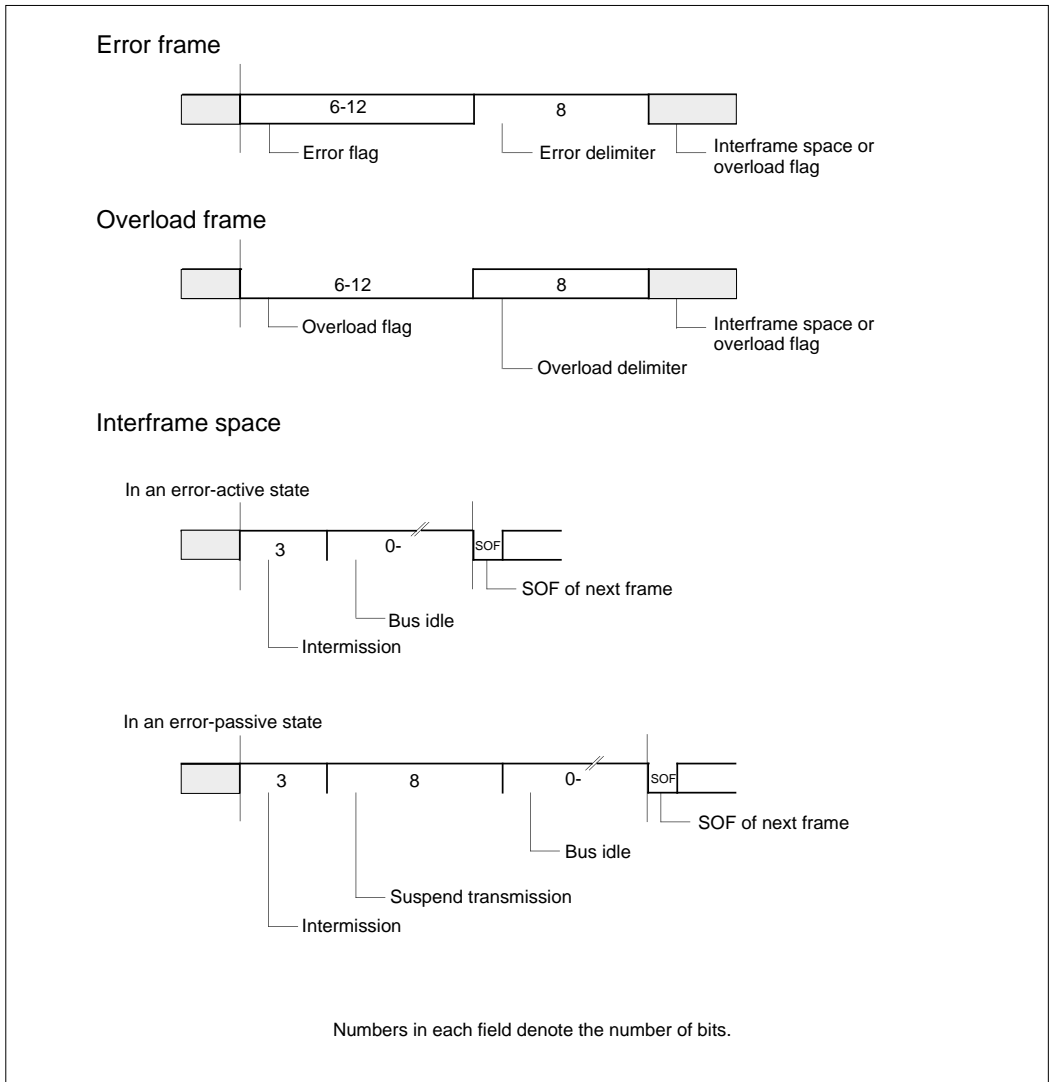 Error frame
6-12
8
Error flag
Error delimiter
Interframe space or
overload flag
Overload frame
6-12
8
Overload flag
Interframe space or
overload flag
Overload delimiter
Interframe space
In an error-active state
3
0-
SOF
SOF of next frame
Bus idle
Intermission
In an error-passive state
3
8
0-
SOF
SOF of next frame
Bus idle
Suspend transmission
Intermission
Numbers in each field denote the number of bits.